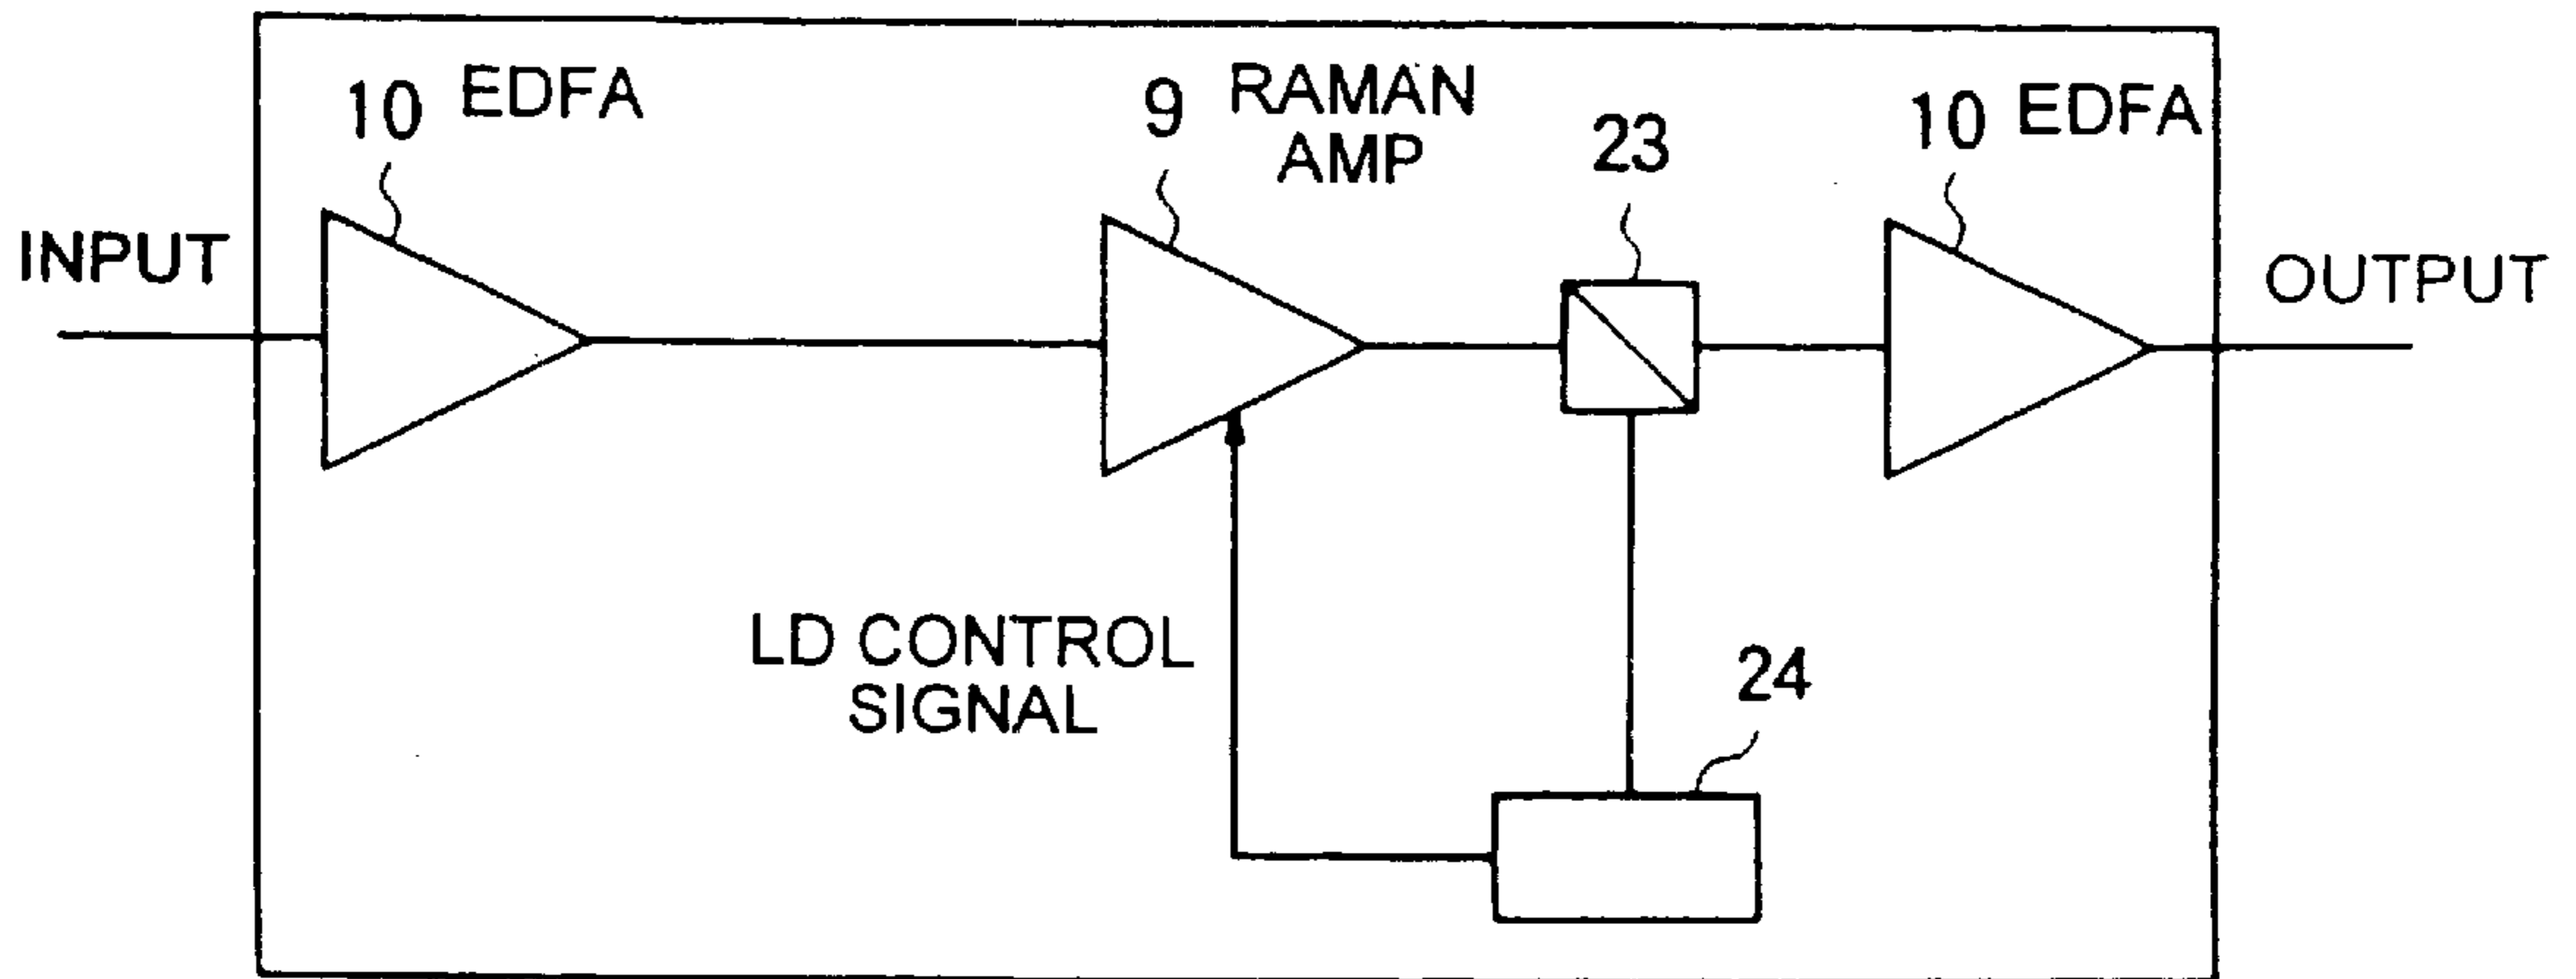 10 EDFA
9 RAMAN
AMP
23
10 EDFA
INPUT
OUTPUT
LD CONTROL
SIGNAL
24